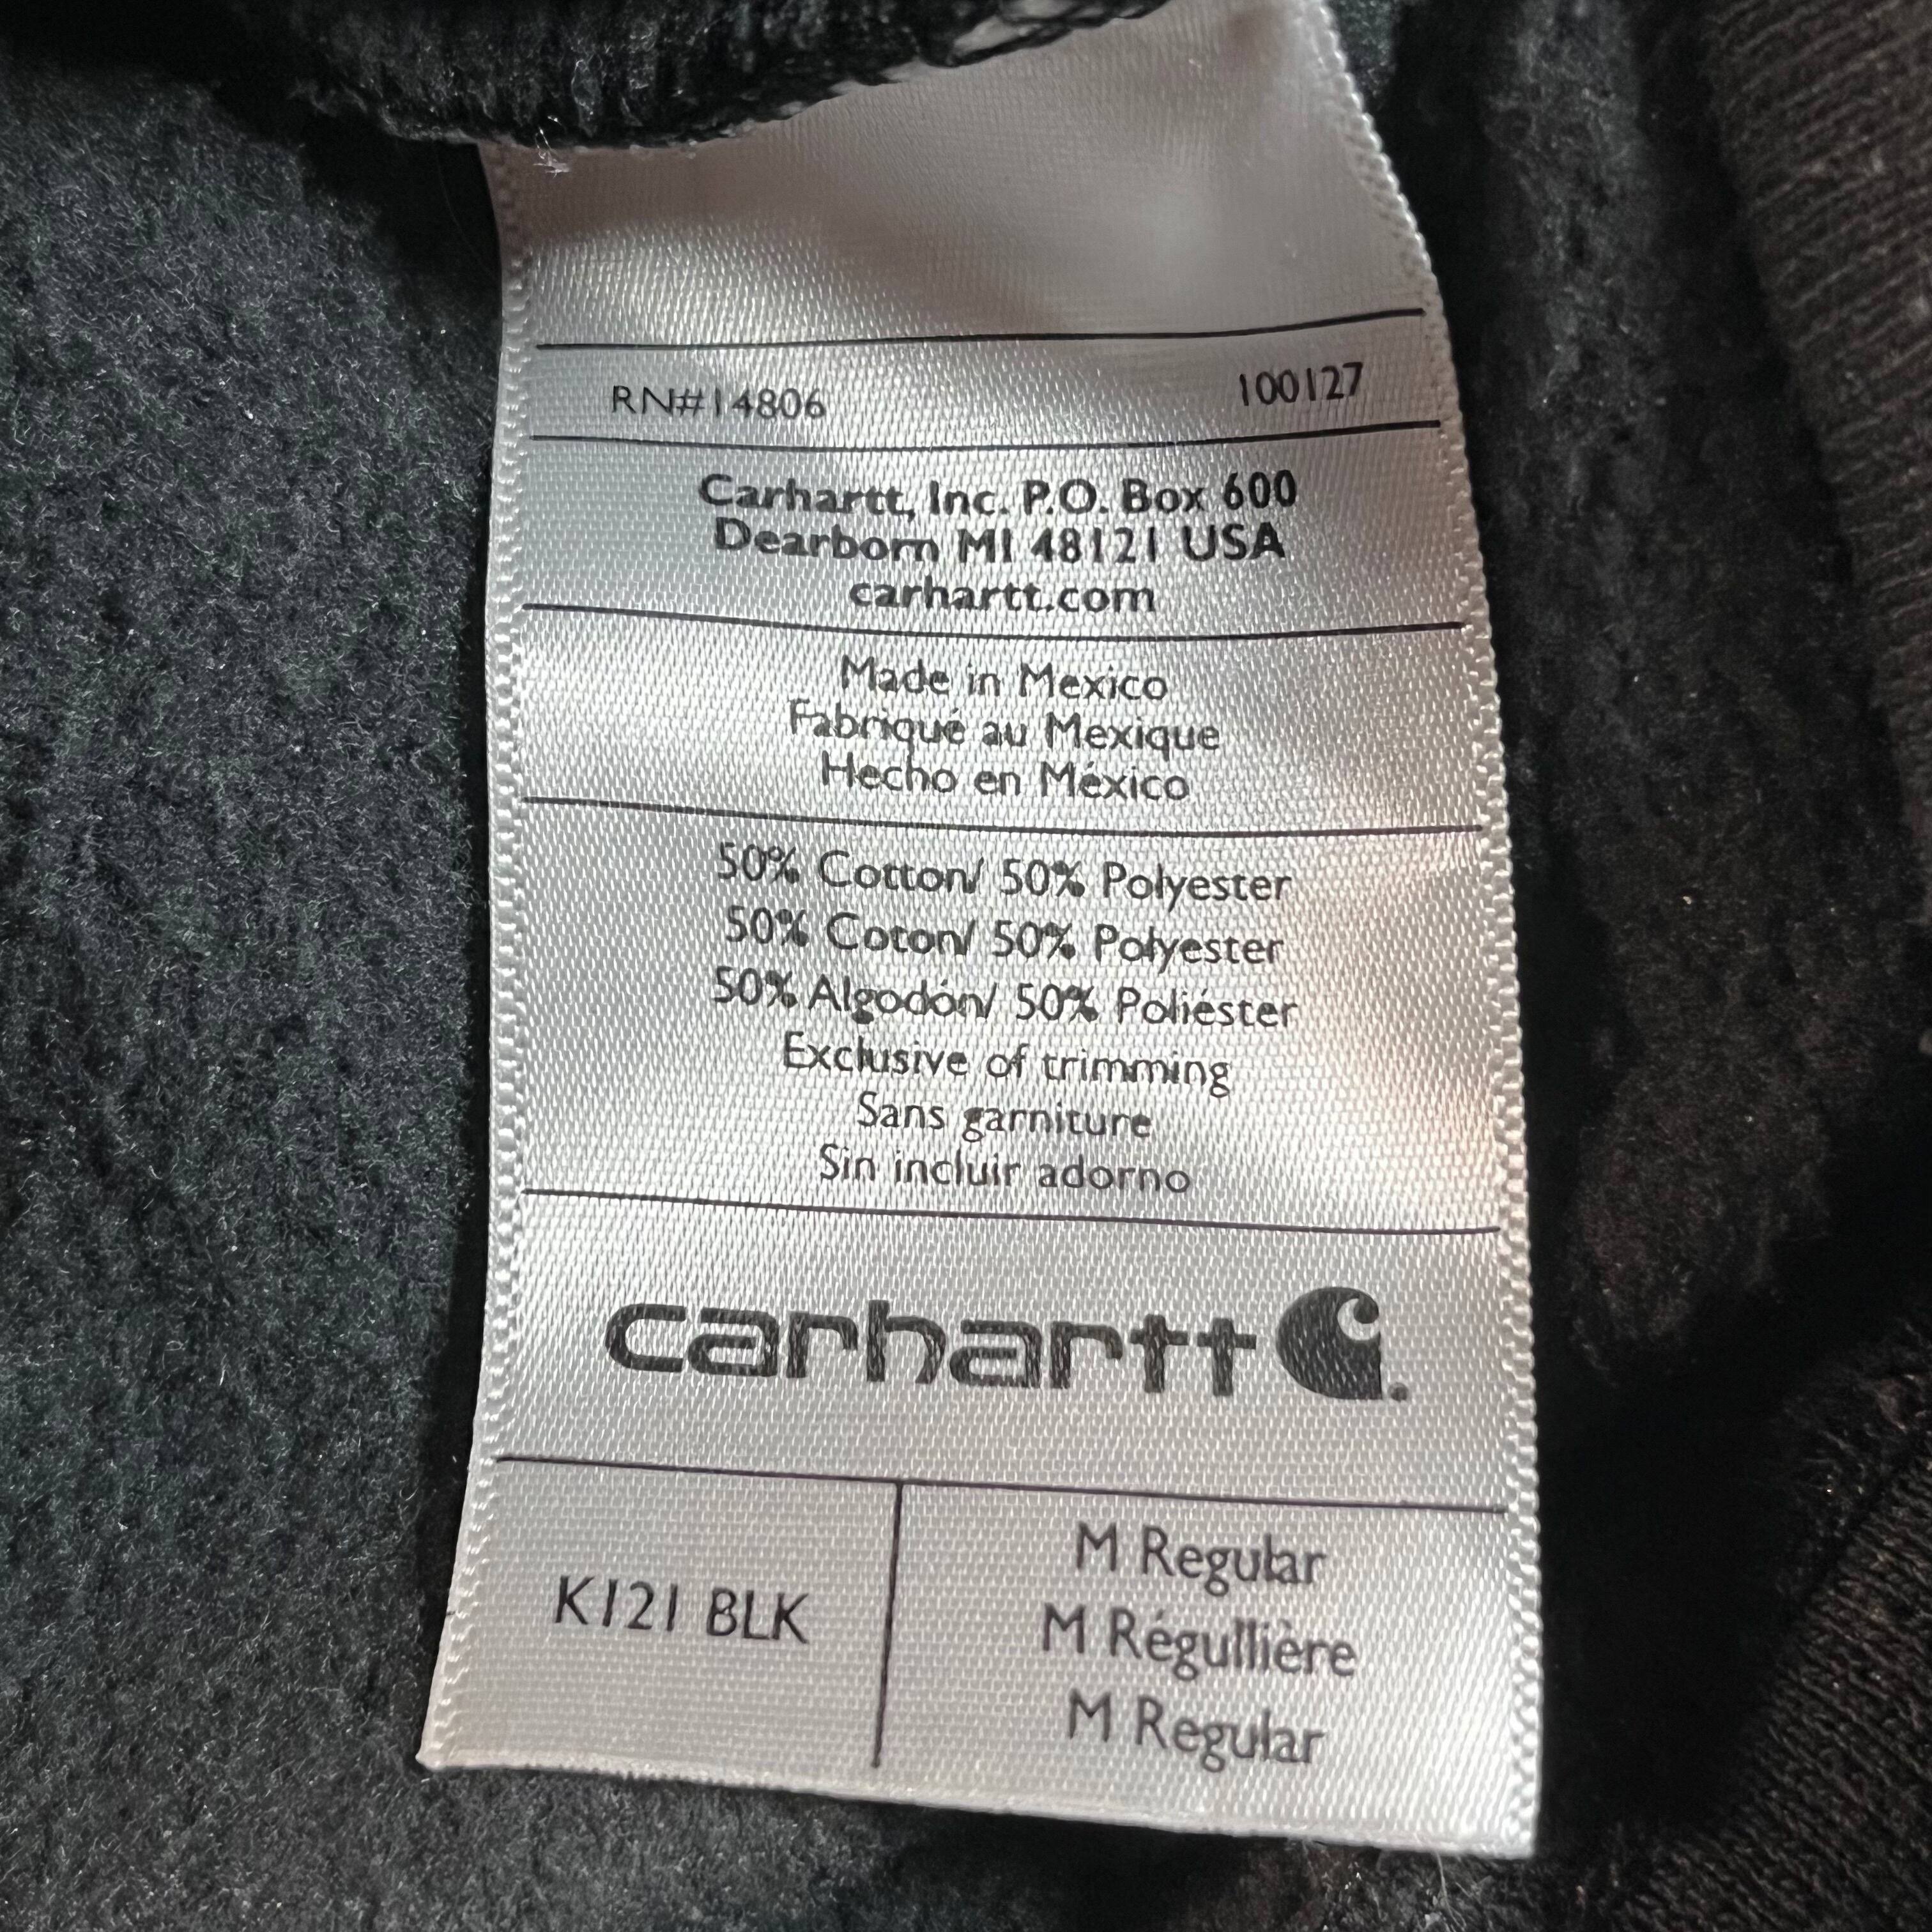 RN#14806 100127
Carhartt, Inc. P.O. Box 600
Dearborn MI 48121 USA
carhartt.com
Made in Mexico
Fabriqué au Mexique
Hecho en México
50% Cotton/ 50% Polyester
50% Coton/ 50% Polyester
50% Algodón/ 50% Poliéster
Exclusive of trimming
Sans garniture
Sin incluir adorno
carhartt
K121 BLK
M Regular
M Régullière
M Regular